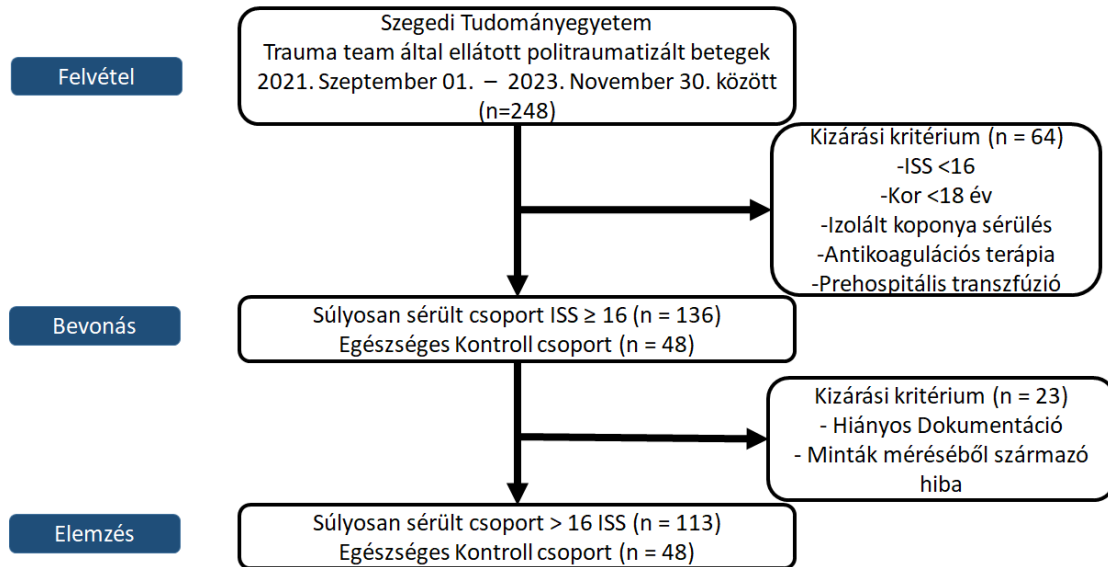 Szegedi Tudományegyetem
Trauma team által ellátott politraumatizált betegek
2021. Szeptember 01. – 2023. November 30. között
(n=248)
Felvétel
Kizárási kritérium (n = 64)
-ISS <16
-Kor <18 év
-Izolált koponya sérülés
-Antikoagulációs terápia
-Prehospitális transzfúzió
Bevonás
Súlyosan sérült csoport ISS ≥ 16 (n = 136)
Egészséges Kontroll csoport (n = 48)
Kizárási kritérium (n = 23)
- Hiányos Dokumentáció
- Minták méréséből származó
hiba
Elemzés
Súlyosan sérült csoport > 16 ISS (n = 113)
Egészséges Kontroll csoport (n = 48)